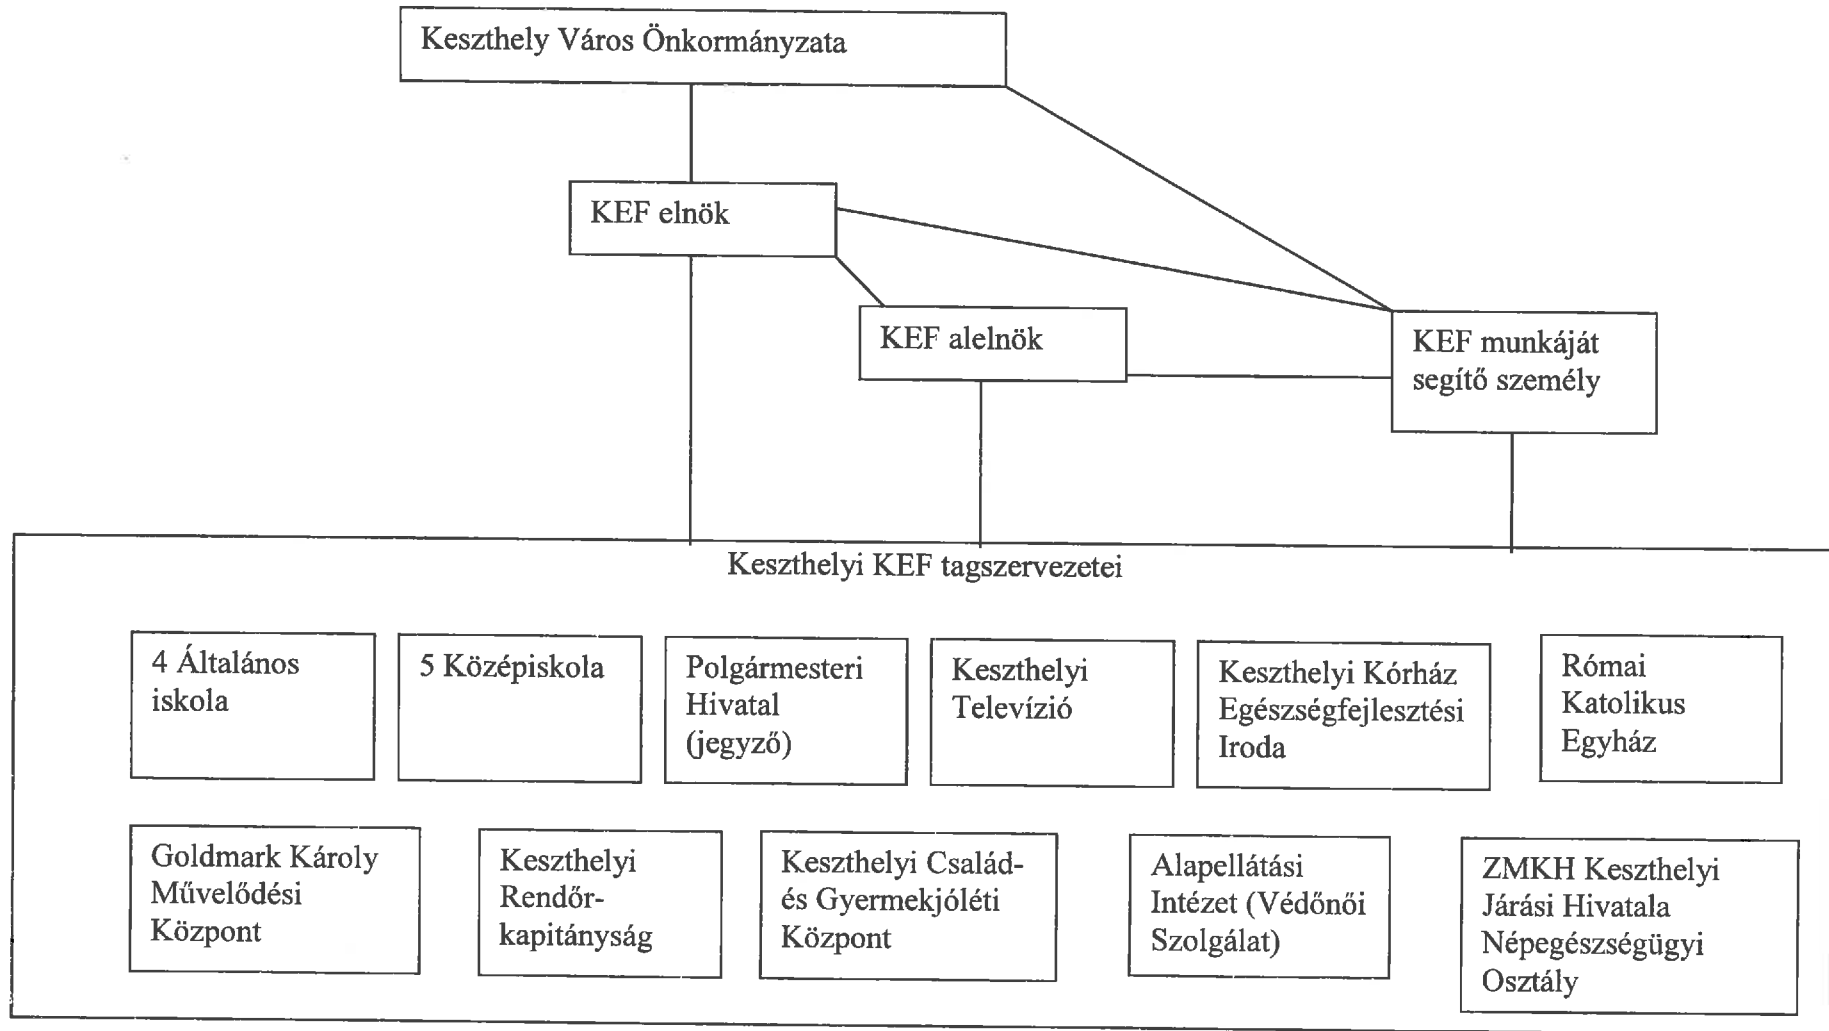 Keszthely Város Önkormányzata
KEF elnök
KEF alelnök
KEF munkáját
segítő személy
Keszthelyi KEF tagszervezetei
4 Általános
iskola
5 Középiskola
Polgármesteri
Hivatal
(jegyző)
Keszthelyi
Televízió
Keszthelyi Kórház
Egészségfejlesztési
Iroda
Római
Katolikus
Egyház
Goldmark Károly
Művelődési
Központ
Keszthelyi
Rendőr-
kapitányság
Keszthelyi Család-
és Gyermekjóléti
Központ
Alapellátási
Intézet (Védőnői
Szolgálat)
ZMKH Keszthelyi
Járási Hivatala
Népegészségügyi
Osztály